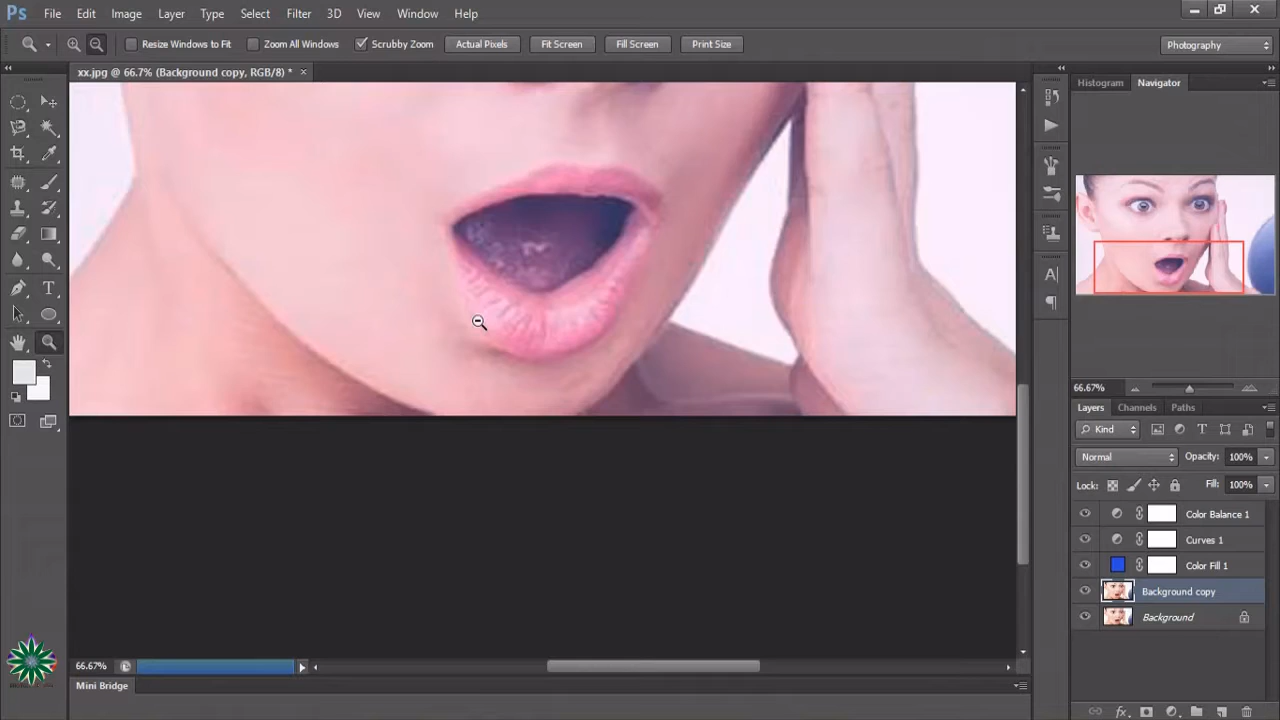 Ps File Edit Image Layer Type Select Filter 3D View Window Help
Resize Windows to Fit Zoom All Windows Scrubby Zoom Actual Pixels Fit Screen Fill Screen Print Size Photography
xx.jpg @ 66.7% (Background copy, RGB/8) * ×
Histogram Navigator
66.67%
Layers Channels Paths
Kind
Normal Opacity: 100%
Lock: Fill: 100%
Color Balance 1
Curves 1
Color Fill 1
Background copy
Background
fx
66.67%
Mini Bridge